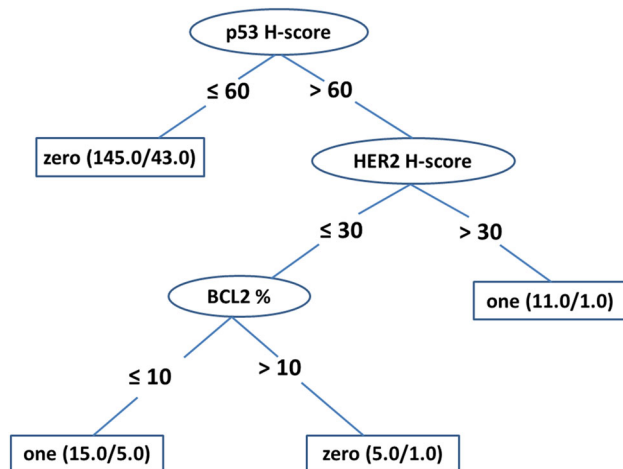 p53 H-score
≤ 60
> 60
zero (145.0/43.0)
HER2 H-score
≤ 30
> 30
BCL2 %
one (11.0/1.0)
≤ 10
> 10
one (15.0/5.0)
zero (5.0/1.0)